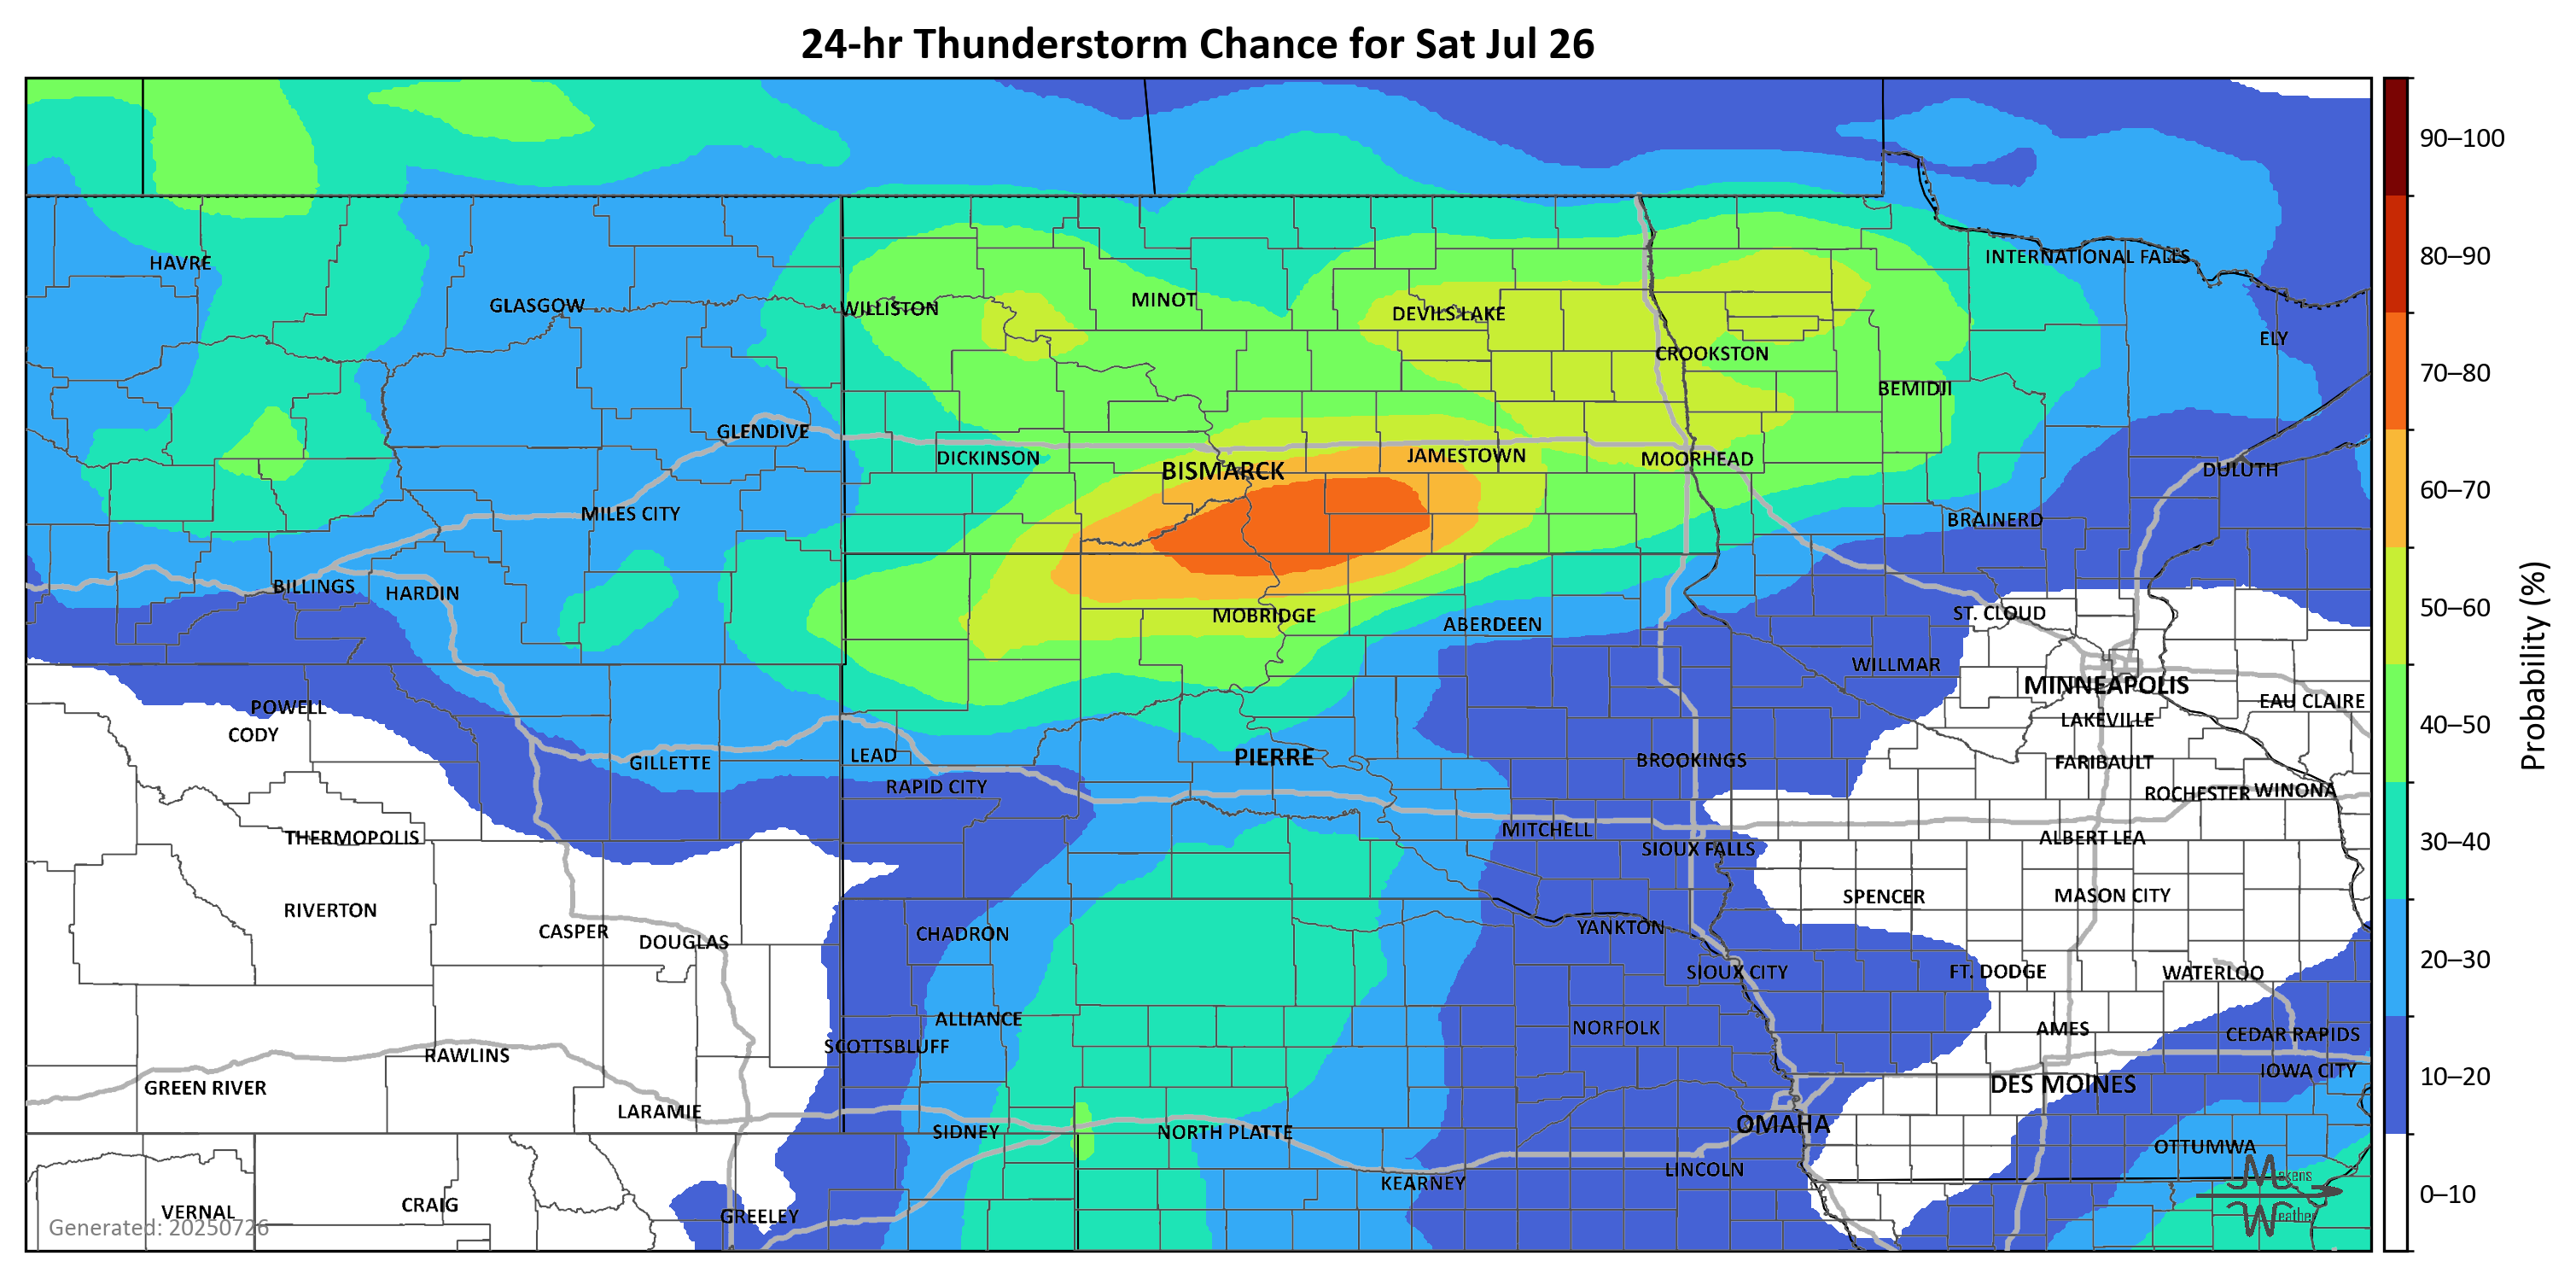 24-hr Thunderstorm Chance for Sat Jul 26
90–100
80–90
70–80
60–70
50–60
40–50
30–40
20–30
10–20
0–10
Probability (%)
HAVRE
GLASGOW
WILLISTON
MINOT
DEVILS LAKE
INTERNATIONAL FALLS
ELY
CROOKSTON
BEMIDJI
GLENDIVE
DICKINSON
BISMARCK
JAMESTOWN
MOORHEAD
DULUTH
MILES CITY
BRAINERD
BILLINGS
HARDIN
MOBRIDGE
ABERDEEN
ST. CLOUD
WILLMAR
MINNEAPOLIS
EAU CLAIRE
POWELL
CODY
LAKEVILLE
GILLETTE
LEAD
PIERRE
BROOKINGS
FARIBAULT
RAPID CITY
ROCHESTER
WINONA
THERMOPOLIS
MITCHELL
SIOUX FALLS
ALBERT LEA
RIVERTON
SPENCER
MASON CITY
CASPER
DOUGLAS
CHADRON
YANKTON
SIOUX CITY
FT. DODGE
WATERLOO
ALLIANCE
SCOTTSBLUFF
NORFOLK
AMES
CEDAR RAPIDS
RAWLINS
GREEN RIVER
DES MOINES
IOWA CITY
LARAMIE
SIDNEY
NORTH PLATTE
OMAHA
OTTUMWA
KEARNEY
LINCOLN
VERNAL
CRAIG
GREELEY
Generated: 20250726
Makens
Weather